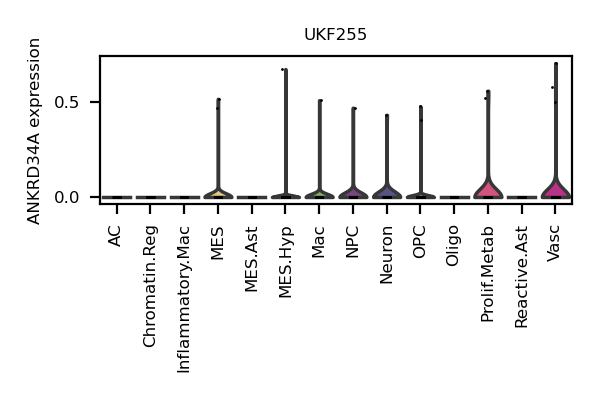 UKF255
ANKRD34A expression
0.5
0.0
AC
Chromatin.Reg
Inflammatory.Mac
MES
MES.Ast
MES.Hyp
Mac
NPC
Neuron
OPC
Oligo
Prolif.Metab
Reactive.Ast
Vasc